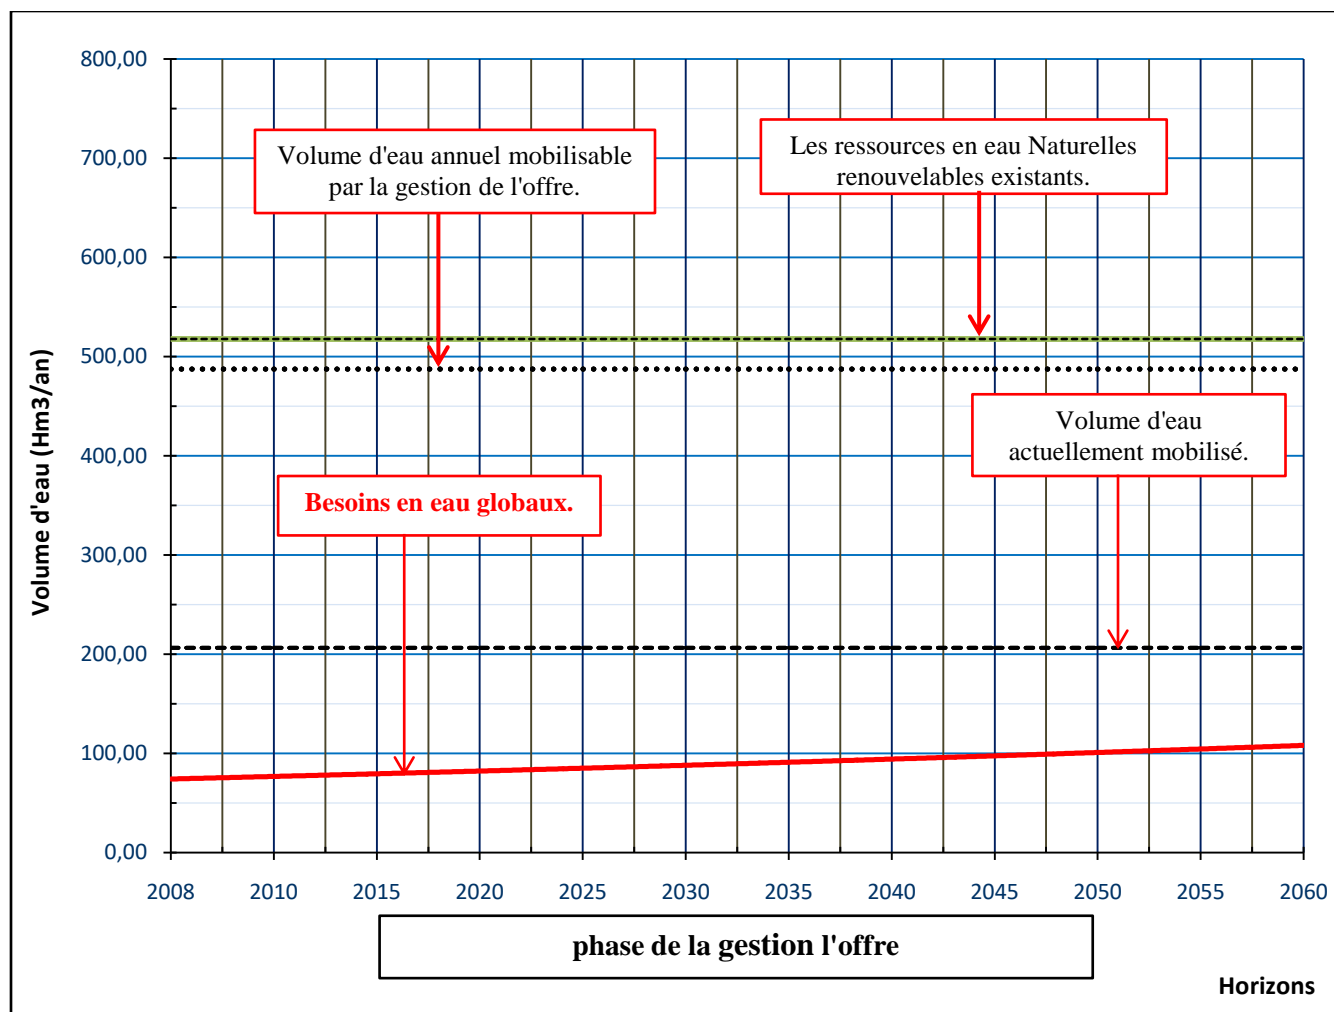 800,00
700,00
600,00
500,00
400,00
300,00
200,00
100,00
0,00
Volume d'eau (Hm3/an)
Volume d'eau annuel mobilisable
par la gestion de l'offre.
Les ressources en eau Naturelles
renouvelables existants.
Volume d'eau
actuellement mobilisé.
Besoins en eau globaux.
2008 2010 2015 2020 2025 2030 2035 2040 2045 2050 2055 2060
phase de la gestion l'offre
Horizons